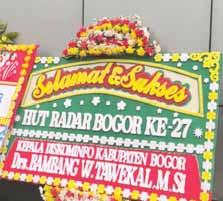 Selamat & Sukses
HUT RADAR BOGOR KE-27
KEPALA DISKOMINFO KABUPATEN BOGOR
Drs. BAMBANG W. TAWEKAL, M.Si